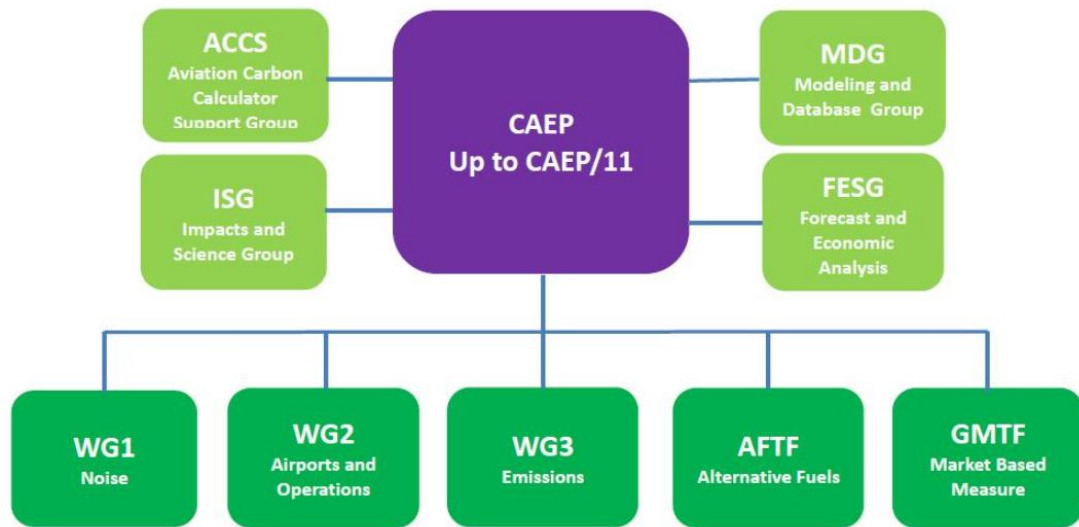 ACCS
Aviation Carbon
Calculator
Support Group
CAEP
Up to CAEP/11
MDG
Modeling and
Database Group
ISG
Impacts and
Science Group
FESG
Forecast and
Economic
Analysis
WG1
Noise
WG2
Airports and
Operations
WG3
Emissions
AFTF
Alternative Fuels
GMTF
Market Based
Measure